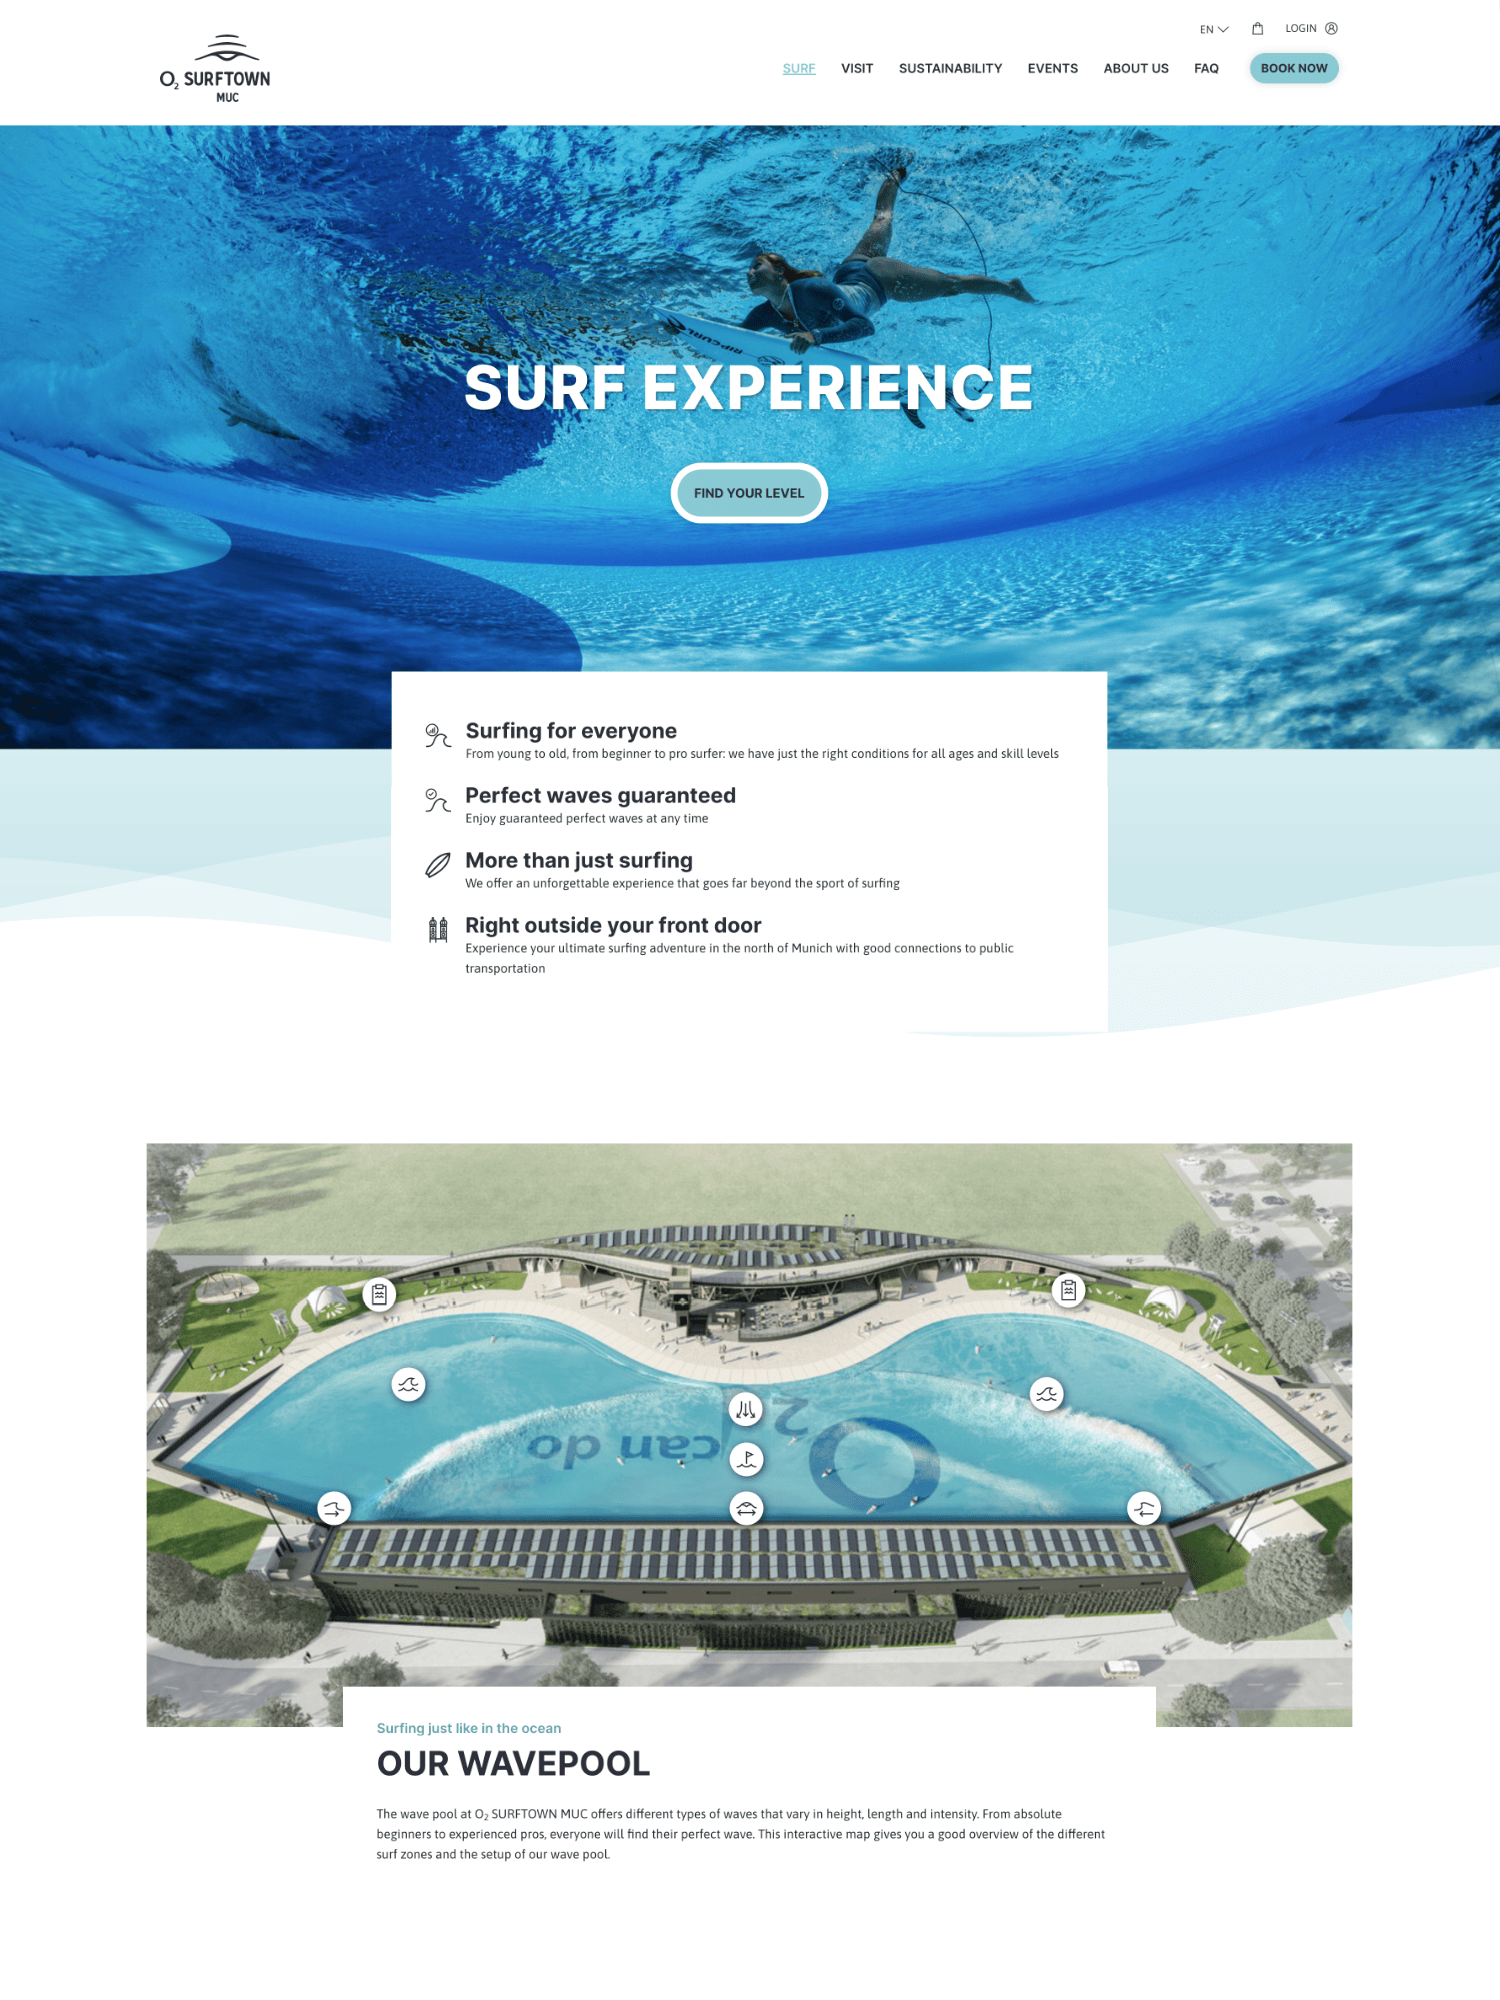 EN
LOGIN
O₂ SURFTOWN
MUC
SURF VISIT SUSTAINABILITY EVENTS ABOUT US FAQ BOOK NOW
RIP CURL
SURF EXPERIENCE
FIND YOUR LEVEL
Surfing for everyone
From young to old, from beginner to pro surfer: we have just the right conditions for all ages and skill levels
Perfect waves guaranteed
Enjoy guaranteed perfect waves at any time
More than just surfing
We offer an unforgettable experience that goes far beyond the sport of surfing
Right outside your front door
Experience your ultimate surfing adventure in the north of Munich with good connections to public
transportation
O₂ can do
Surfing just like in the ocean
OUR WAVEPOOL
The wave pool at O₂ SURFTOWN MUC offers different types of waves that vary in height, length and intensity. From absolute
beginners to experienced pros, everyone will find their perfect wave. This interactive map gives you a good overview of the different
surf zones and the setup of our wave pool.